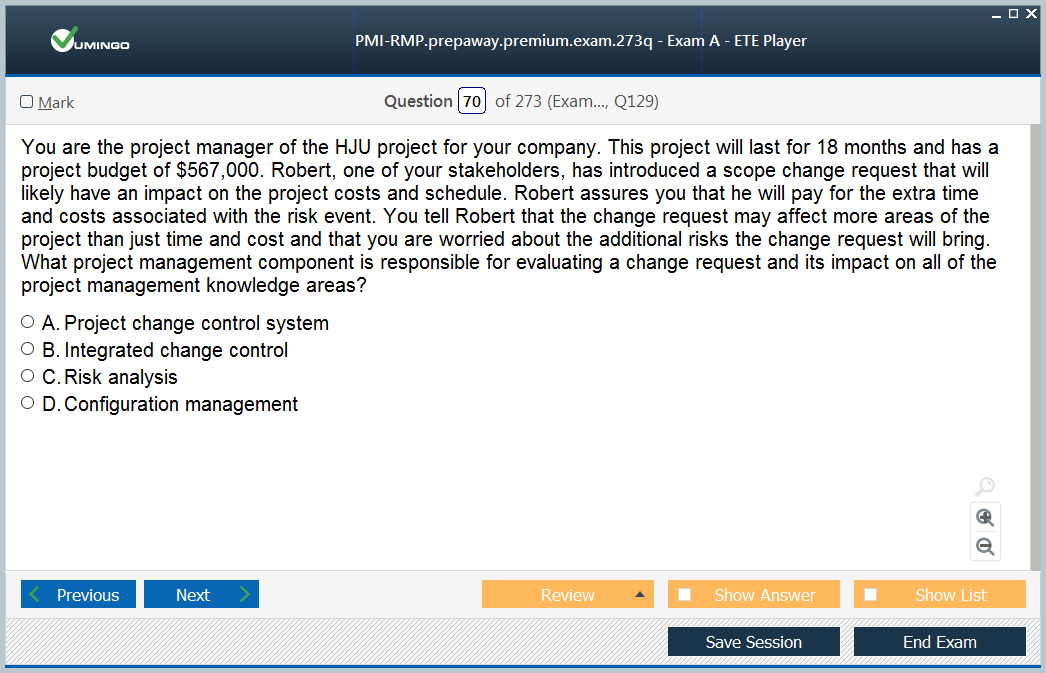 VUMINGO
PMI-RMP.prepaway.premium.exam.273q - Exam A - ETE Player
Mark
Question 70 of 273 (Exam..., Q129)
You are the project manager of the HJU project for your company. This project will last for 18 months and has a
project budget of $567,000. Robert, one of your stakeholders, has introduced a scope change request that will
likely have an impact on the project costs and schedule. Robert assures you that he will pay for the extra time
and costs associated with the risk event. You tell Robert that the change request may affect more areas of the
project than just time and cost and that you are worried about the additional risks the change request will bring.
What project management component is responsible for evaluating a change request and its impact on all of the
project management knowledge areas?
A. Project change control system
B. Integrated change control
C. Risk analysis
D. Configuration management
Previous Next Review Show Answer Show List
Save Session End Exam